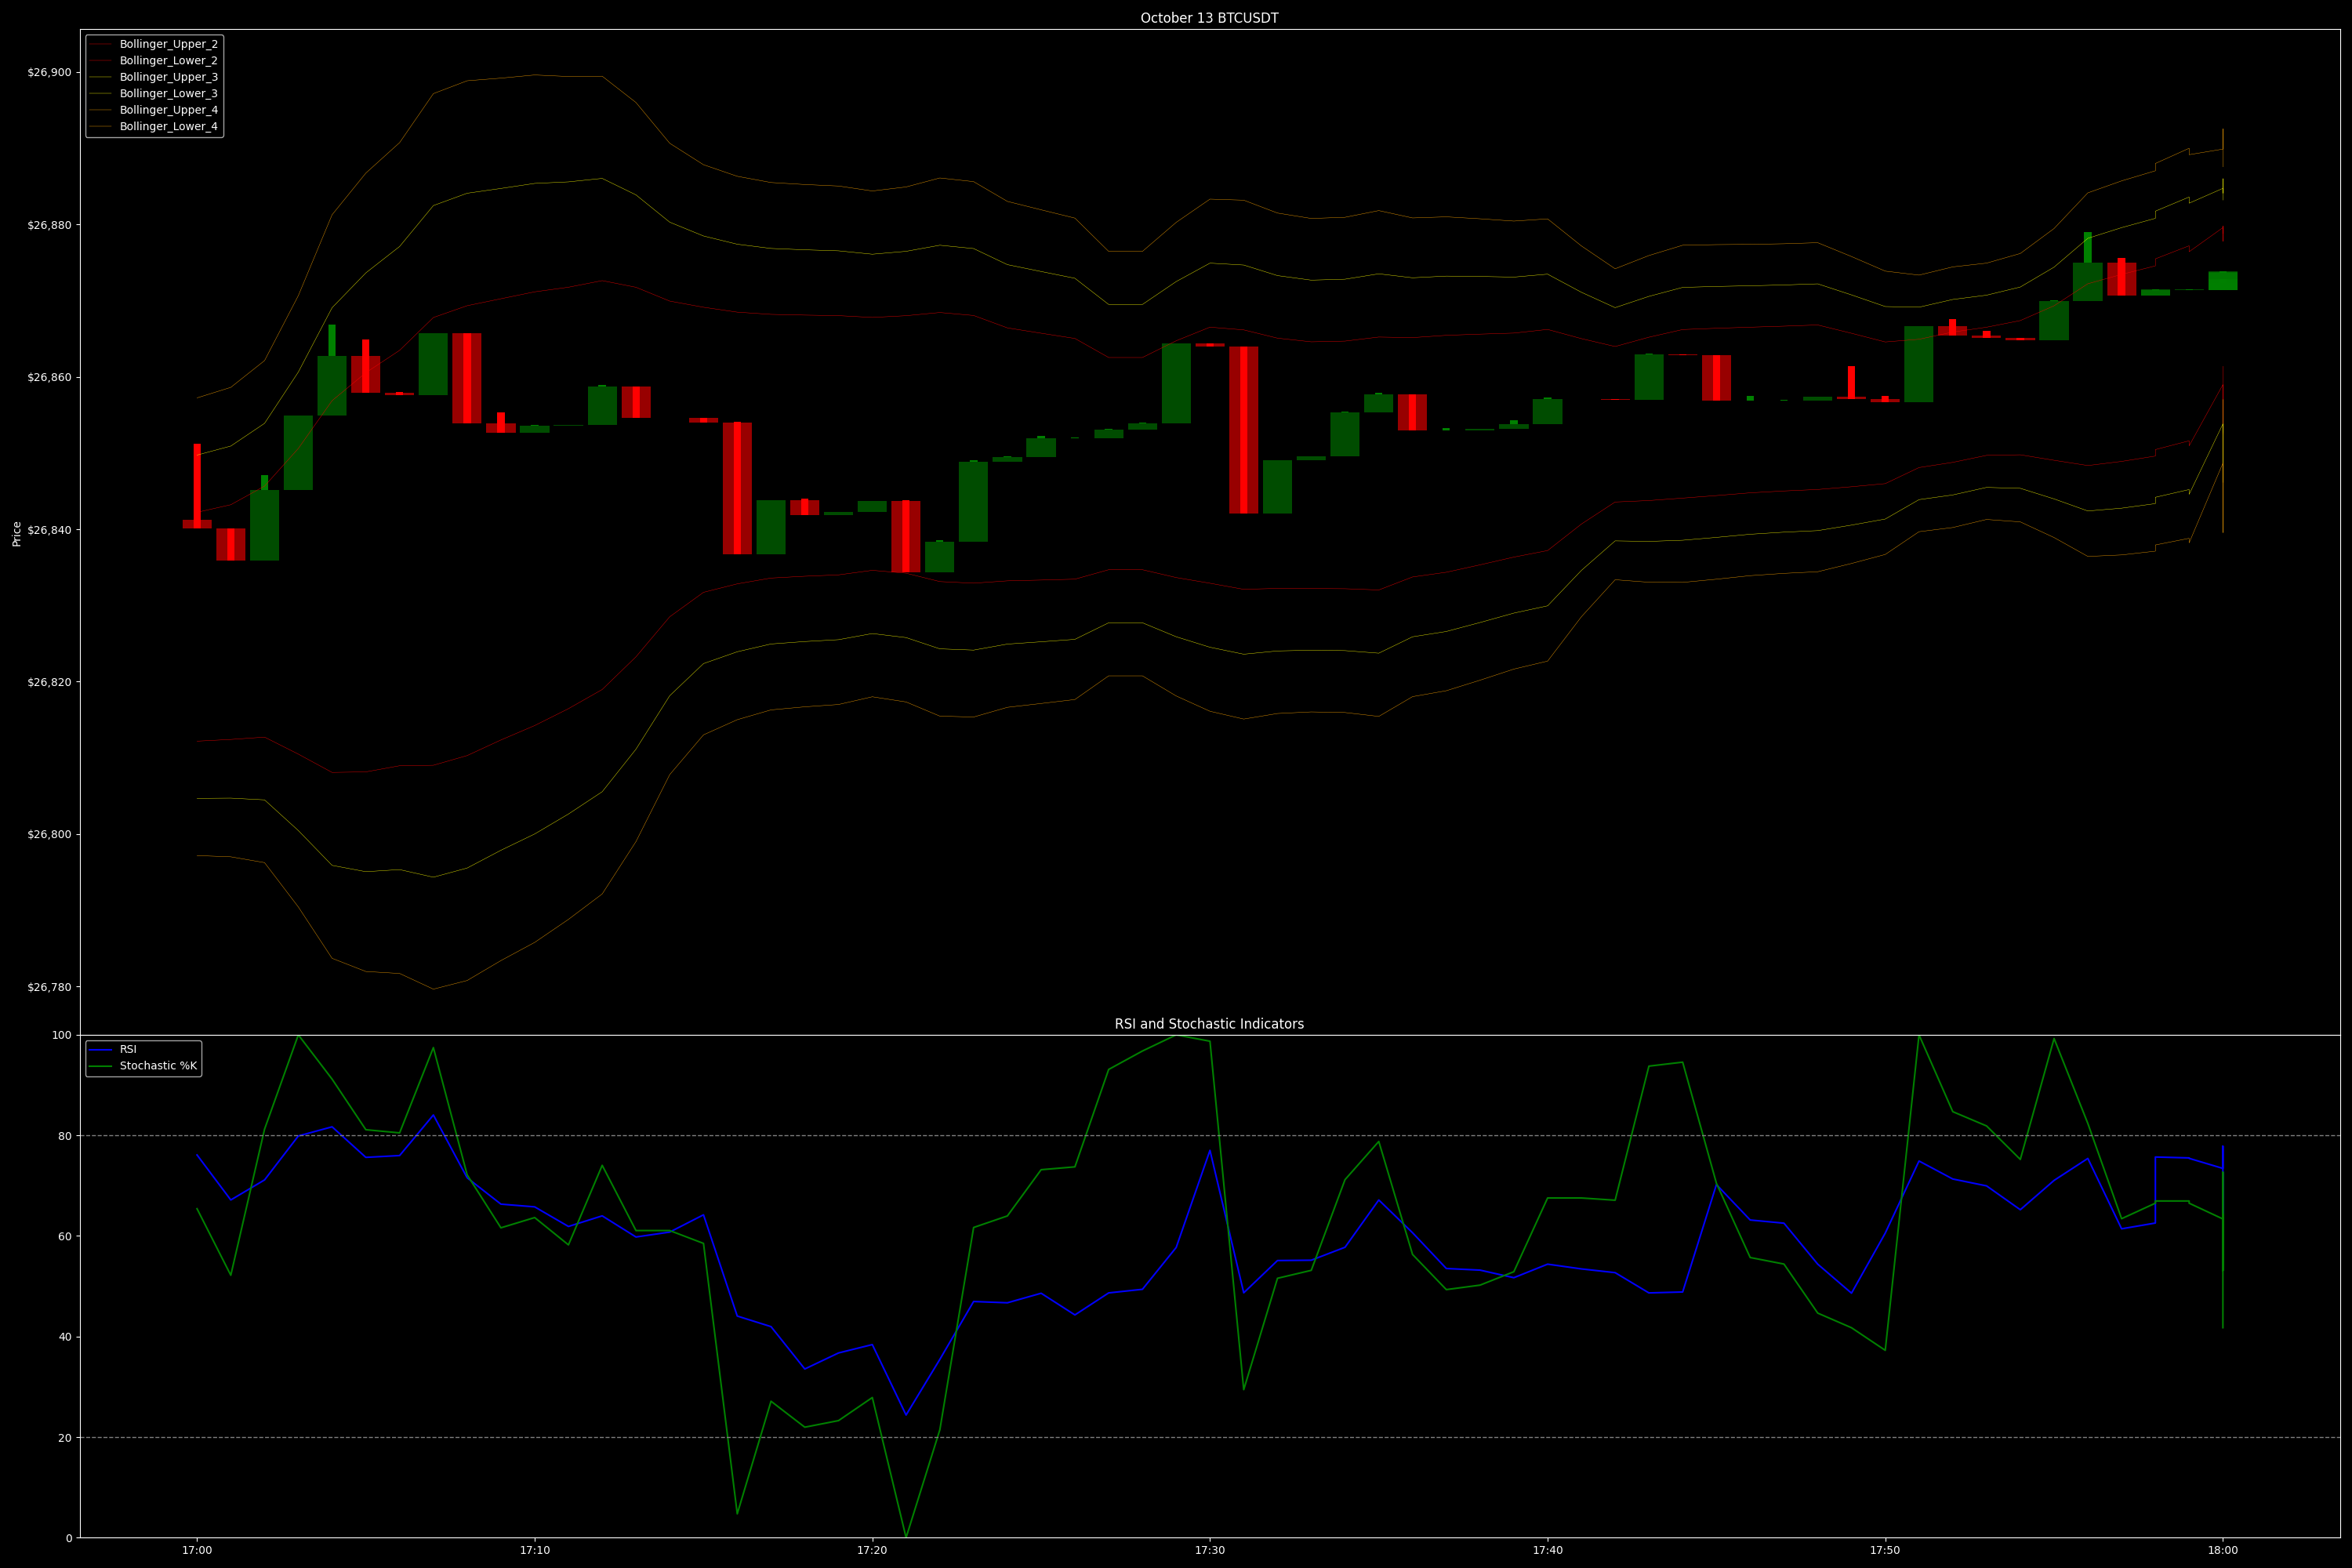 October 13 BTCUSDT
Bollinger_Upper_2
Bollinger_Lower_2
Bollinger_Upper_3
Bollinger_Lower_3
Bollinger_Upper_4
Bollinger_Lower_4
$26,900
$26,880
$26,860
$26,840
$26,820
$26,800
$26,780
Price
RSI and Stochastic Indicators
RSI
Stochastic %K
100
80
60
40
20
0
17:00 17:10 17:20 17:30 17:40 17:50 18:00